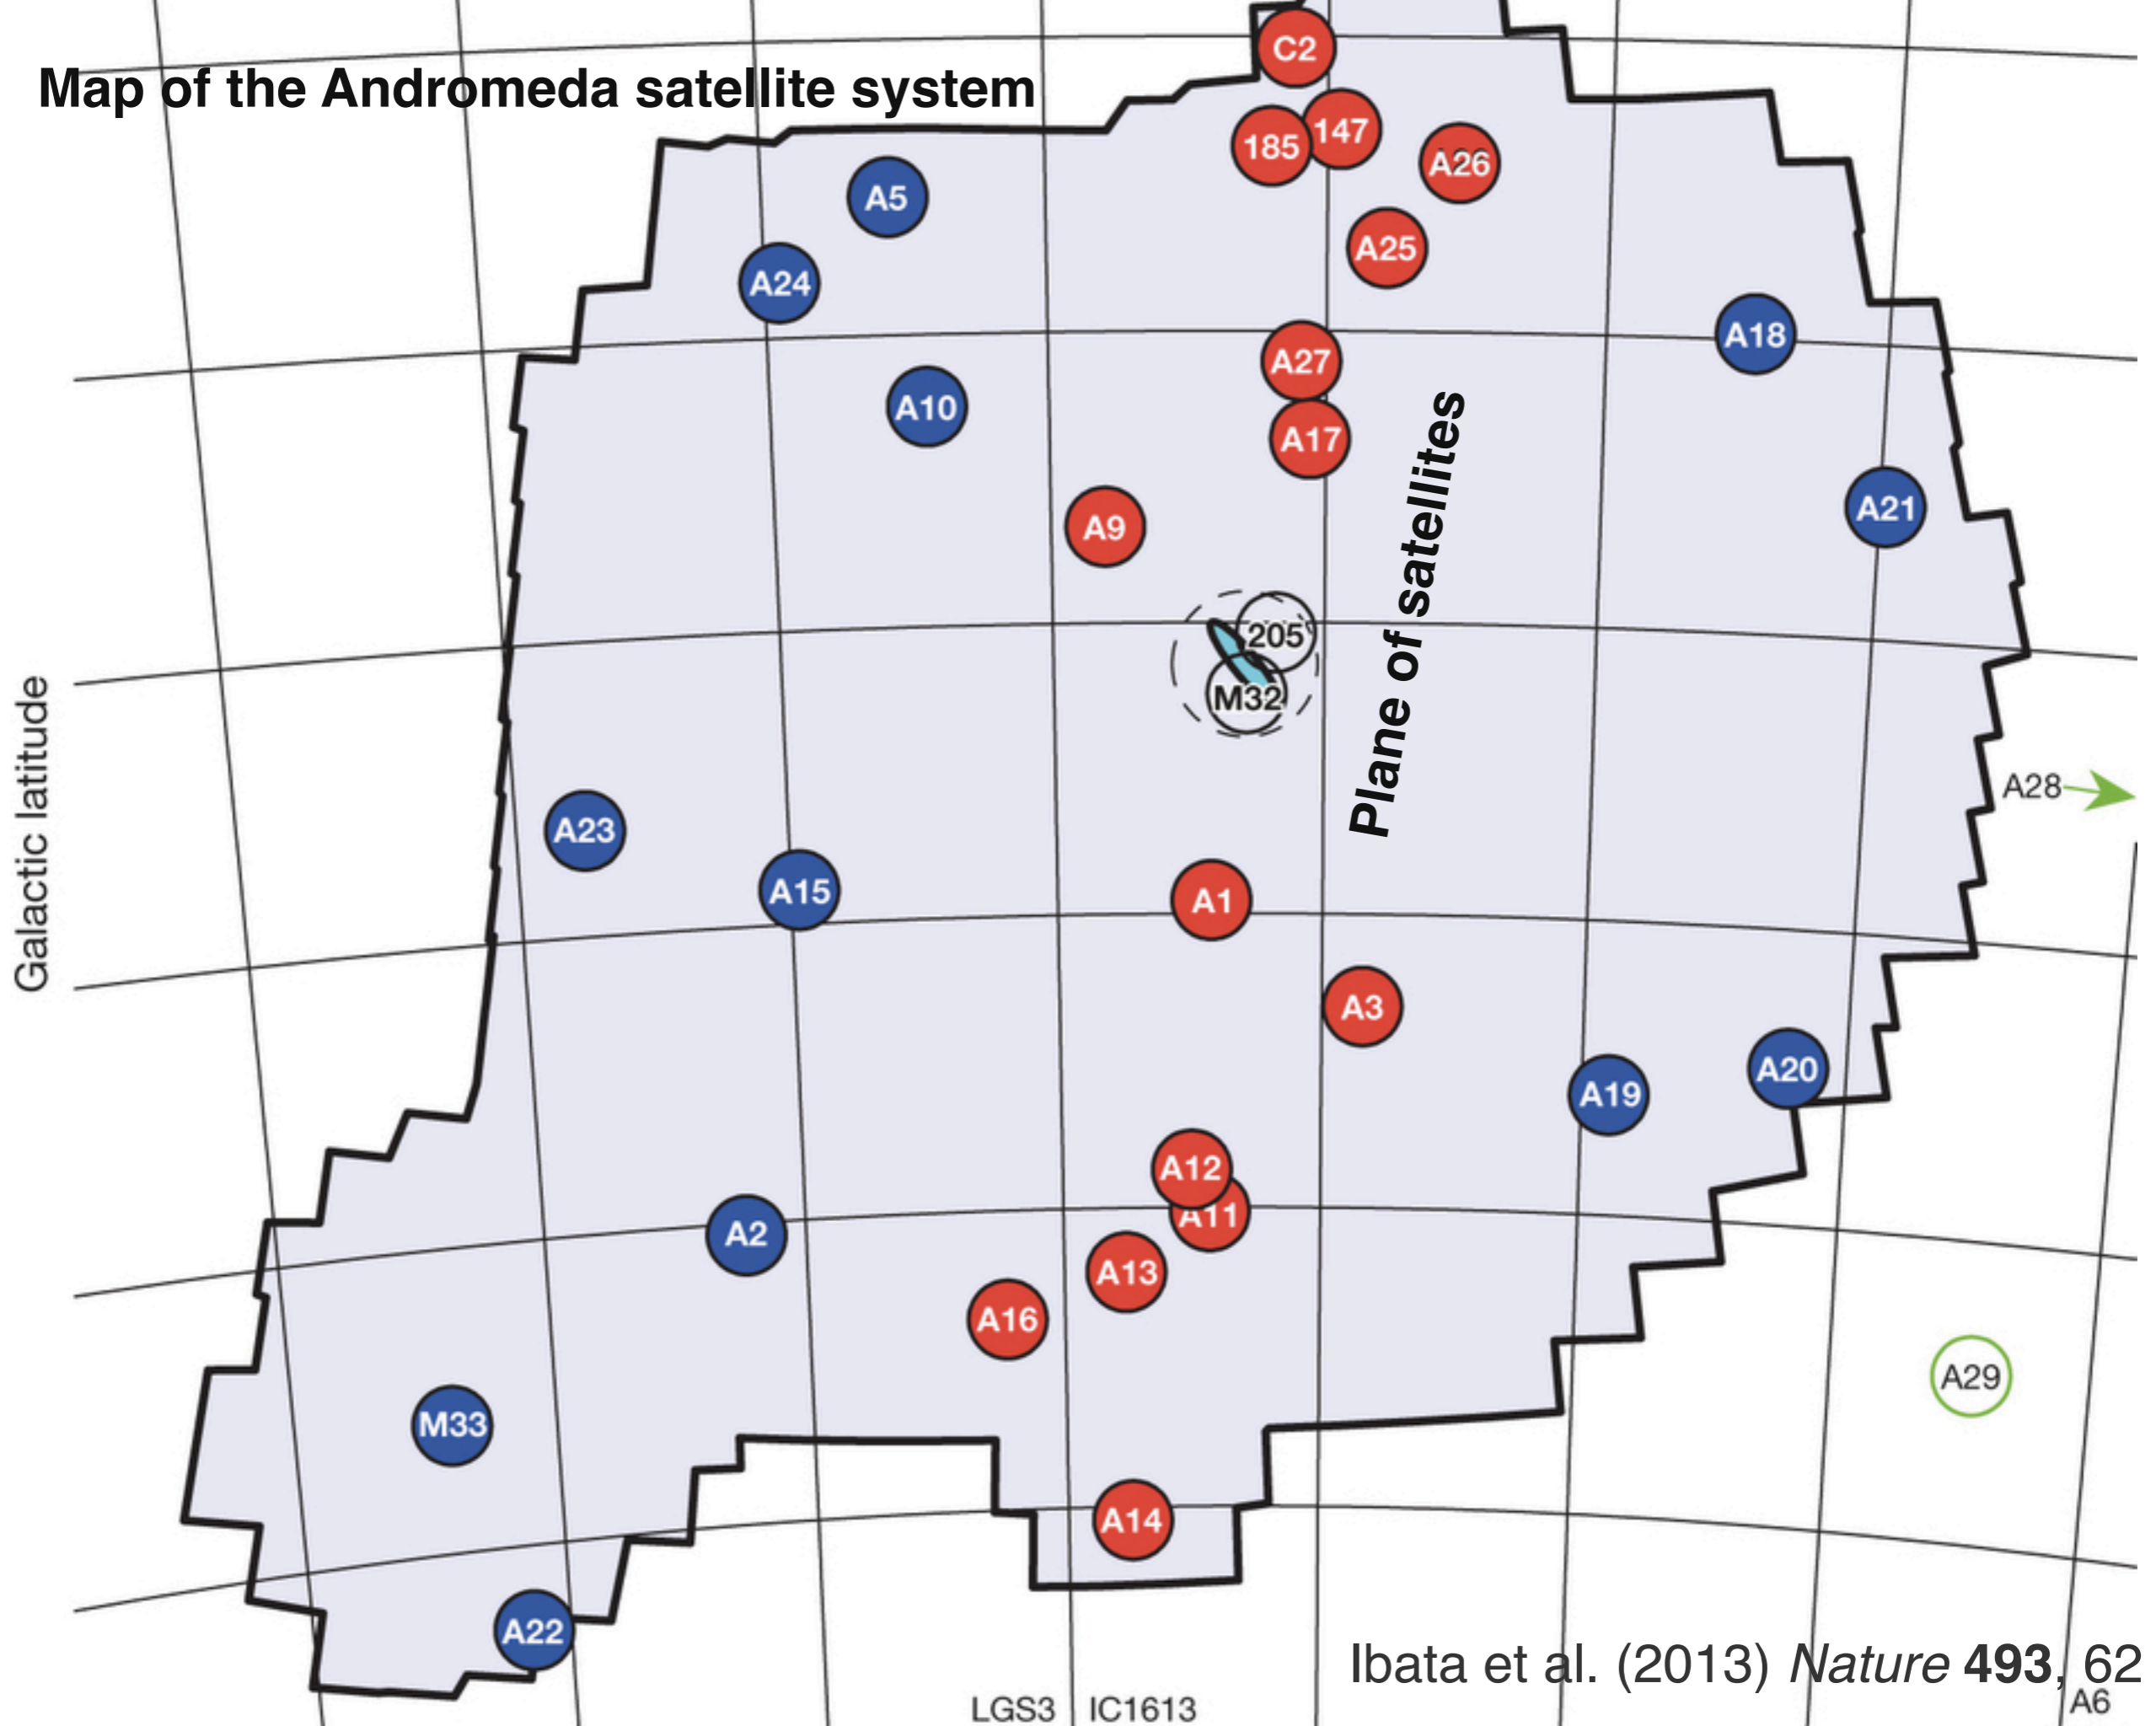 Map of the Andromeda satellite system
C2
147
185
A26
A5
A25
A24
A18
A27
A10
A17
A21
A9
Plane of satellites
205
M32
Galactic latitude
A28
A23
A15
A1
A3
A20
A19
A12
A11
A2
A13
A16
A29
M33
A14
A22
Ibata et al. (2013) Nature 493, 62
LGS3
IC1613
A6